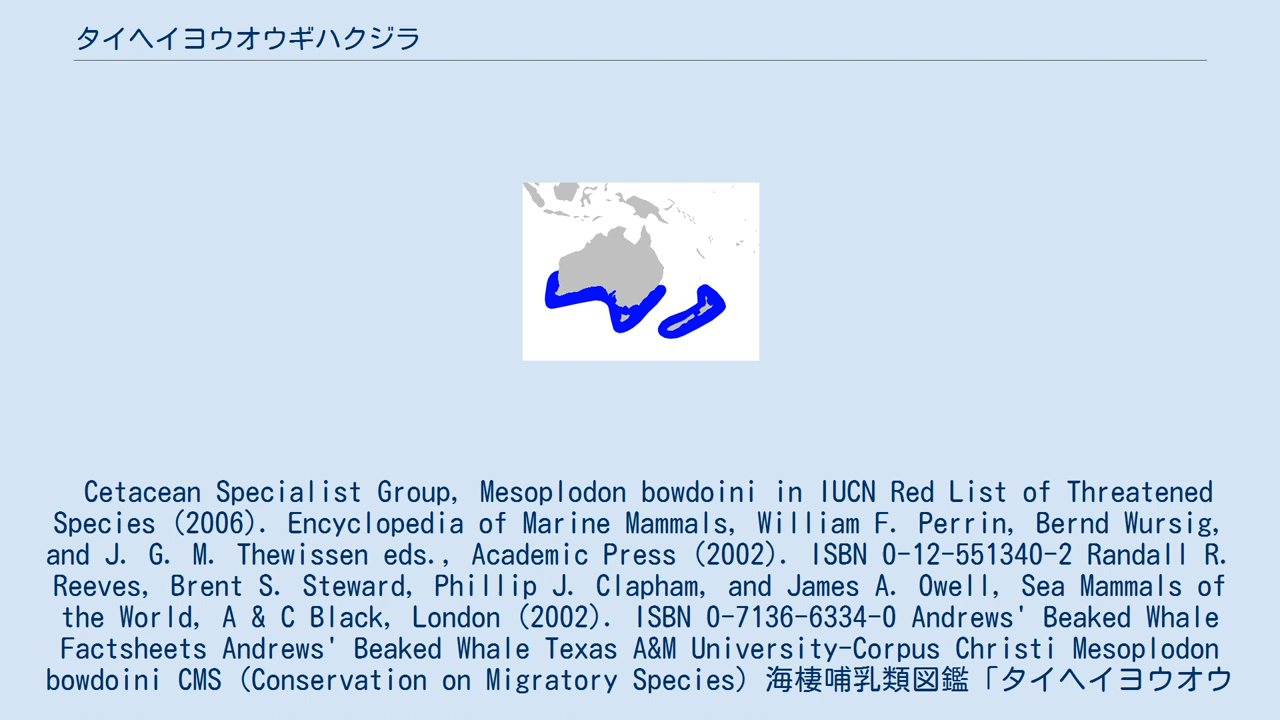 タイヘイヨウオウギハクジラ
Cetacean Specialist Group, Mesoplodon bowdoini in IUCN Red List of Threatened
Species (2006). Encyclopedia of Marine Mammals, William F. Perrin, Bernd Wursig,
and J. G. M. Thewissen eds., Academic Press (2002). ISBN 0-12-551340-2 Randall R.
Reeves, Brent S. Steward, Phillip J. Clapham, and James A. Owell, Sea Mammals of
the World, A & C Black, London (2002). ISBN 0-7136-6334-0 Andrews' Beaked Whale
Factsheets Andrews' Beaked Whale Texas A&M University-Corpus Christi Mesoplodon
bowdoini CMS (Conservation on Migratory Species) 海棲哺乳類図鑑「タイヘイヨウオウ